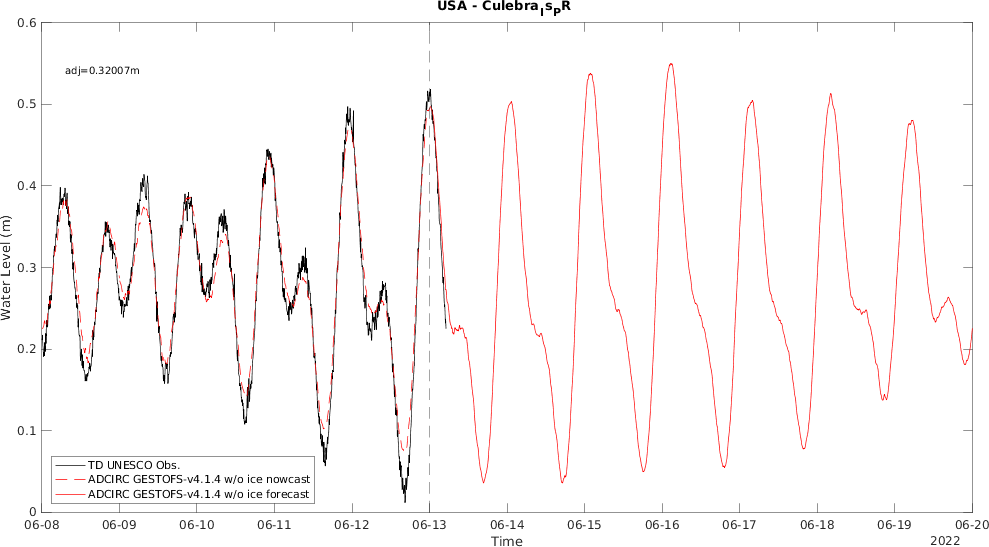 USA - Culebra_Is_PR
adj=0.32007m
Water Level (m)
0.6
0.5
0.4
0.3
0.2
0.1
0
TD UNESCO Obs.
ADCIRC GESTOFS-v4.1.4 w/o ice nowcast
ADCIRC GESTOFS-v4.1.4 w/o ice forecast
06-08 06-09 06-10 06-11 06-12 06-13 06-14 06-15 06-16 06-17 06-18 06-19 06-20
Time
2022